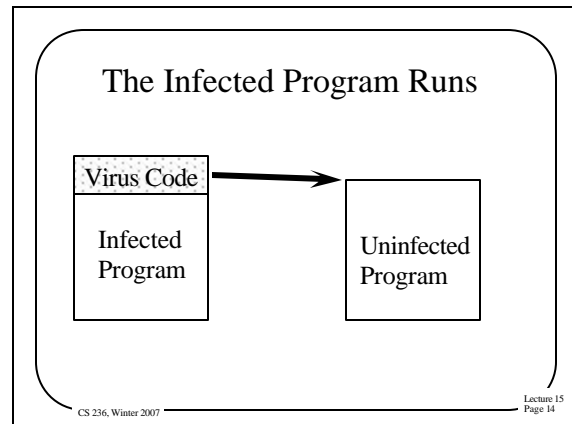 The Infected Program Runs
Virus Code
Infected
Program
Uninfected
Program
CS 236, Winter 2007
Lecture 15
Page 14